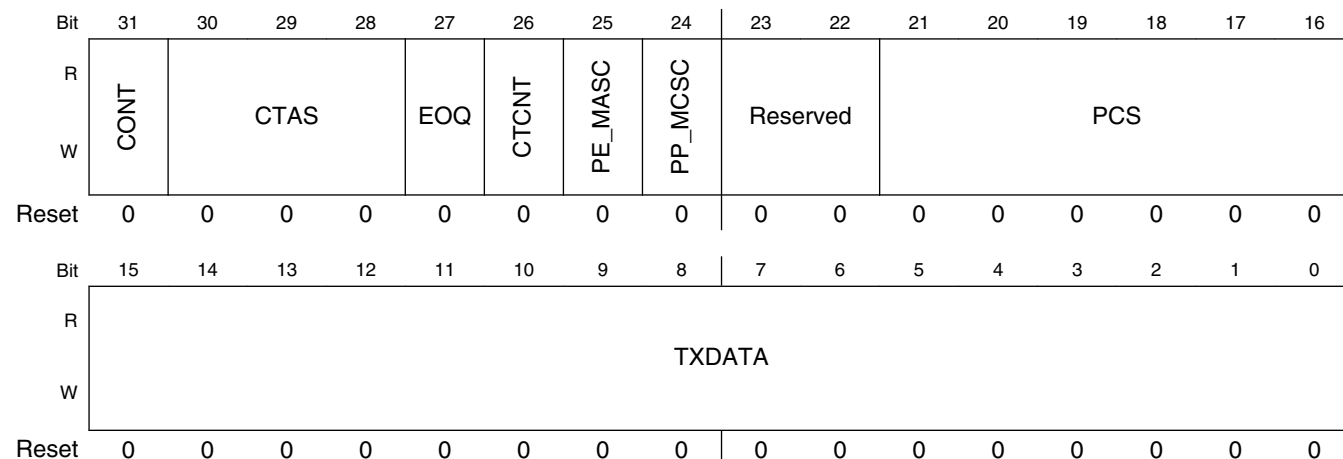 Bit 31 30 29 28 27 26 25 24 23 22 21 20 19 18 17 16
R
W
CONT CTAS EOQ CTCNT PE_MASC PP_MCSC Reserved PCS
Reset 0 0 0 0 0 0 0 0 0 0 0 0 0 0 0 0
Bit 15 14 13 12 11 10 9 8 7 6 5 4 3 2 1 0
R
TXDATA
W
Reset 0 0 0 0 0 0 0 0 0 0 0 0 0 0 0 0